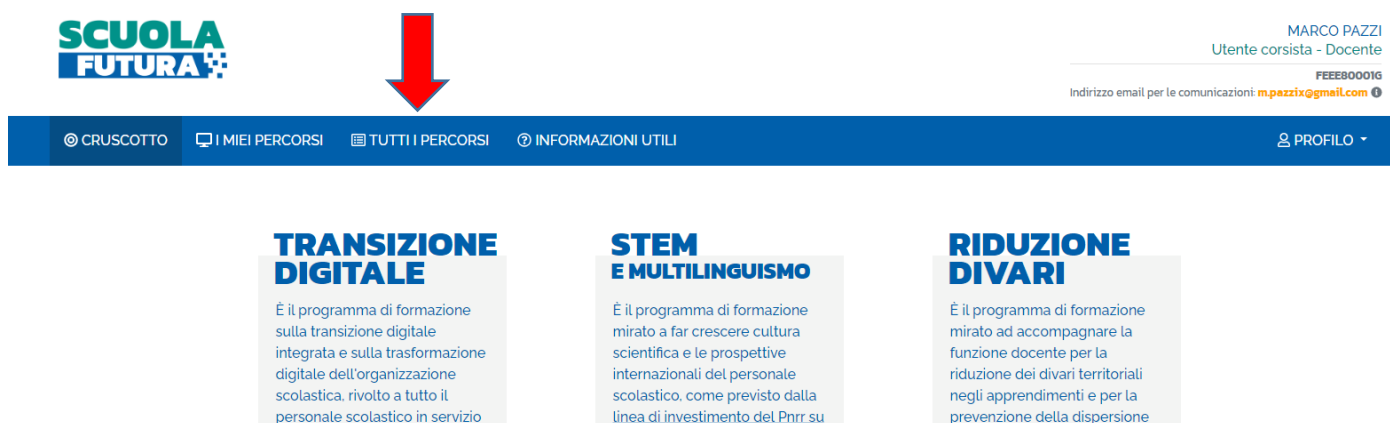 SCUOLA
FUTURA
MARCO PAZZI
Utente corsista - Docente
FEEE80001G
Indirizzo email per le comunicazioni: m.pazzix@gmail.com
CRUSCOTTO
I MIEI PERCORSI
TUTTI I PERCORSI
INFORMAZIONI UTILI
PROFILO
TRANSIZIONE
DIGITALE
È il programma di formazione
sulla transizione digitale
integrata e sulla trasformazione
digitale dell'organizzazione
scolastica, rivolto a tutto il
personale scolastico in servizio
STEM
E MULTILINGUISMO
È il programma di formazione
mirato a far crescere cultura
scientifica e le prospettive
internazionali del personale
scolastico, come previsto dalla
linea di investimento del Pnrr su
RIDUZIONE
DIVARI
È il programma di formazione
mirato ad accompagnare la
funzione docente per la
riduzione dei divari territoriali
negli apprendimenti e per la
prevenzione della dispersione